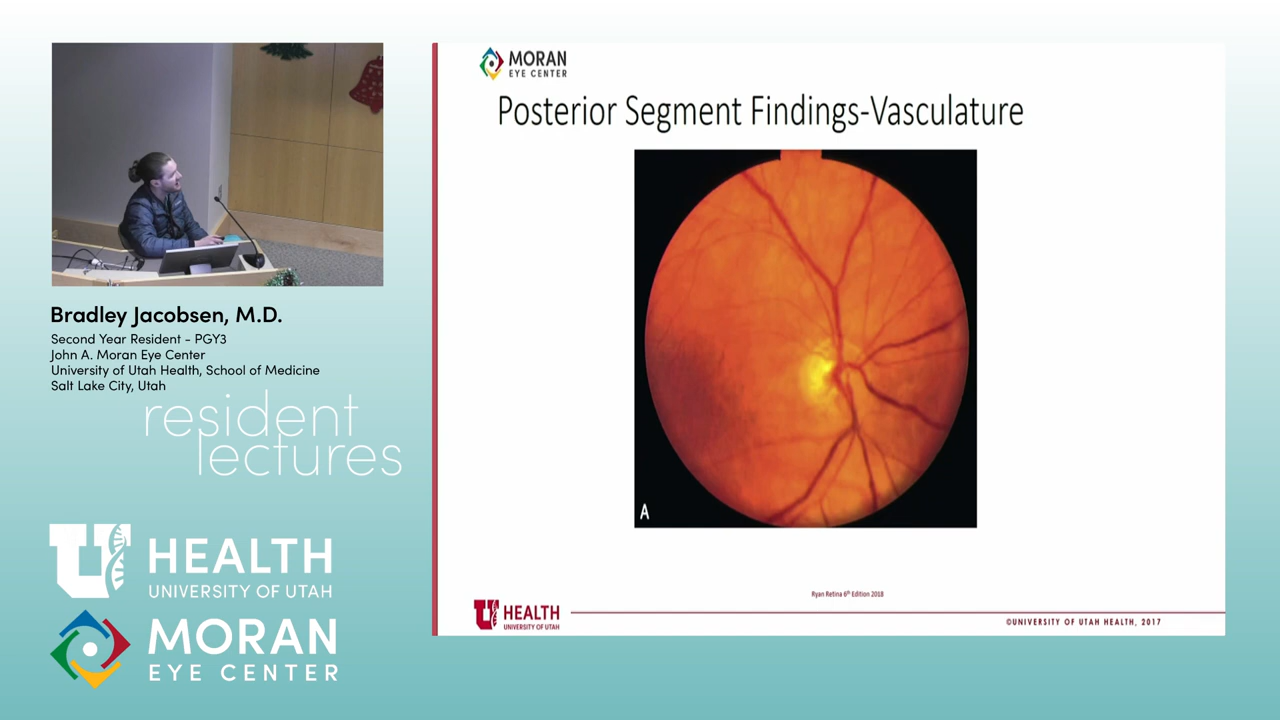 Bradley Jacobsen, M.D.
Second Year Resident - PGY3
John A. Moran Eye Center
University of Utah Health, School of Medicine
Salt Lake City, Utah
resident
lectures
U HEALTH
UNIVERSITY OF UTAH
MORAN
EYE CENTER
MORAN
EYE CENTER
Posterior Segment Findings-Vasculature
A
Ryan Retina 6th Edition 2018
U HEALTH
UNIVERSITY OF UTAH
©UNIVERSITY OF UTAH HEALTH, 2017